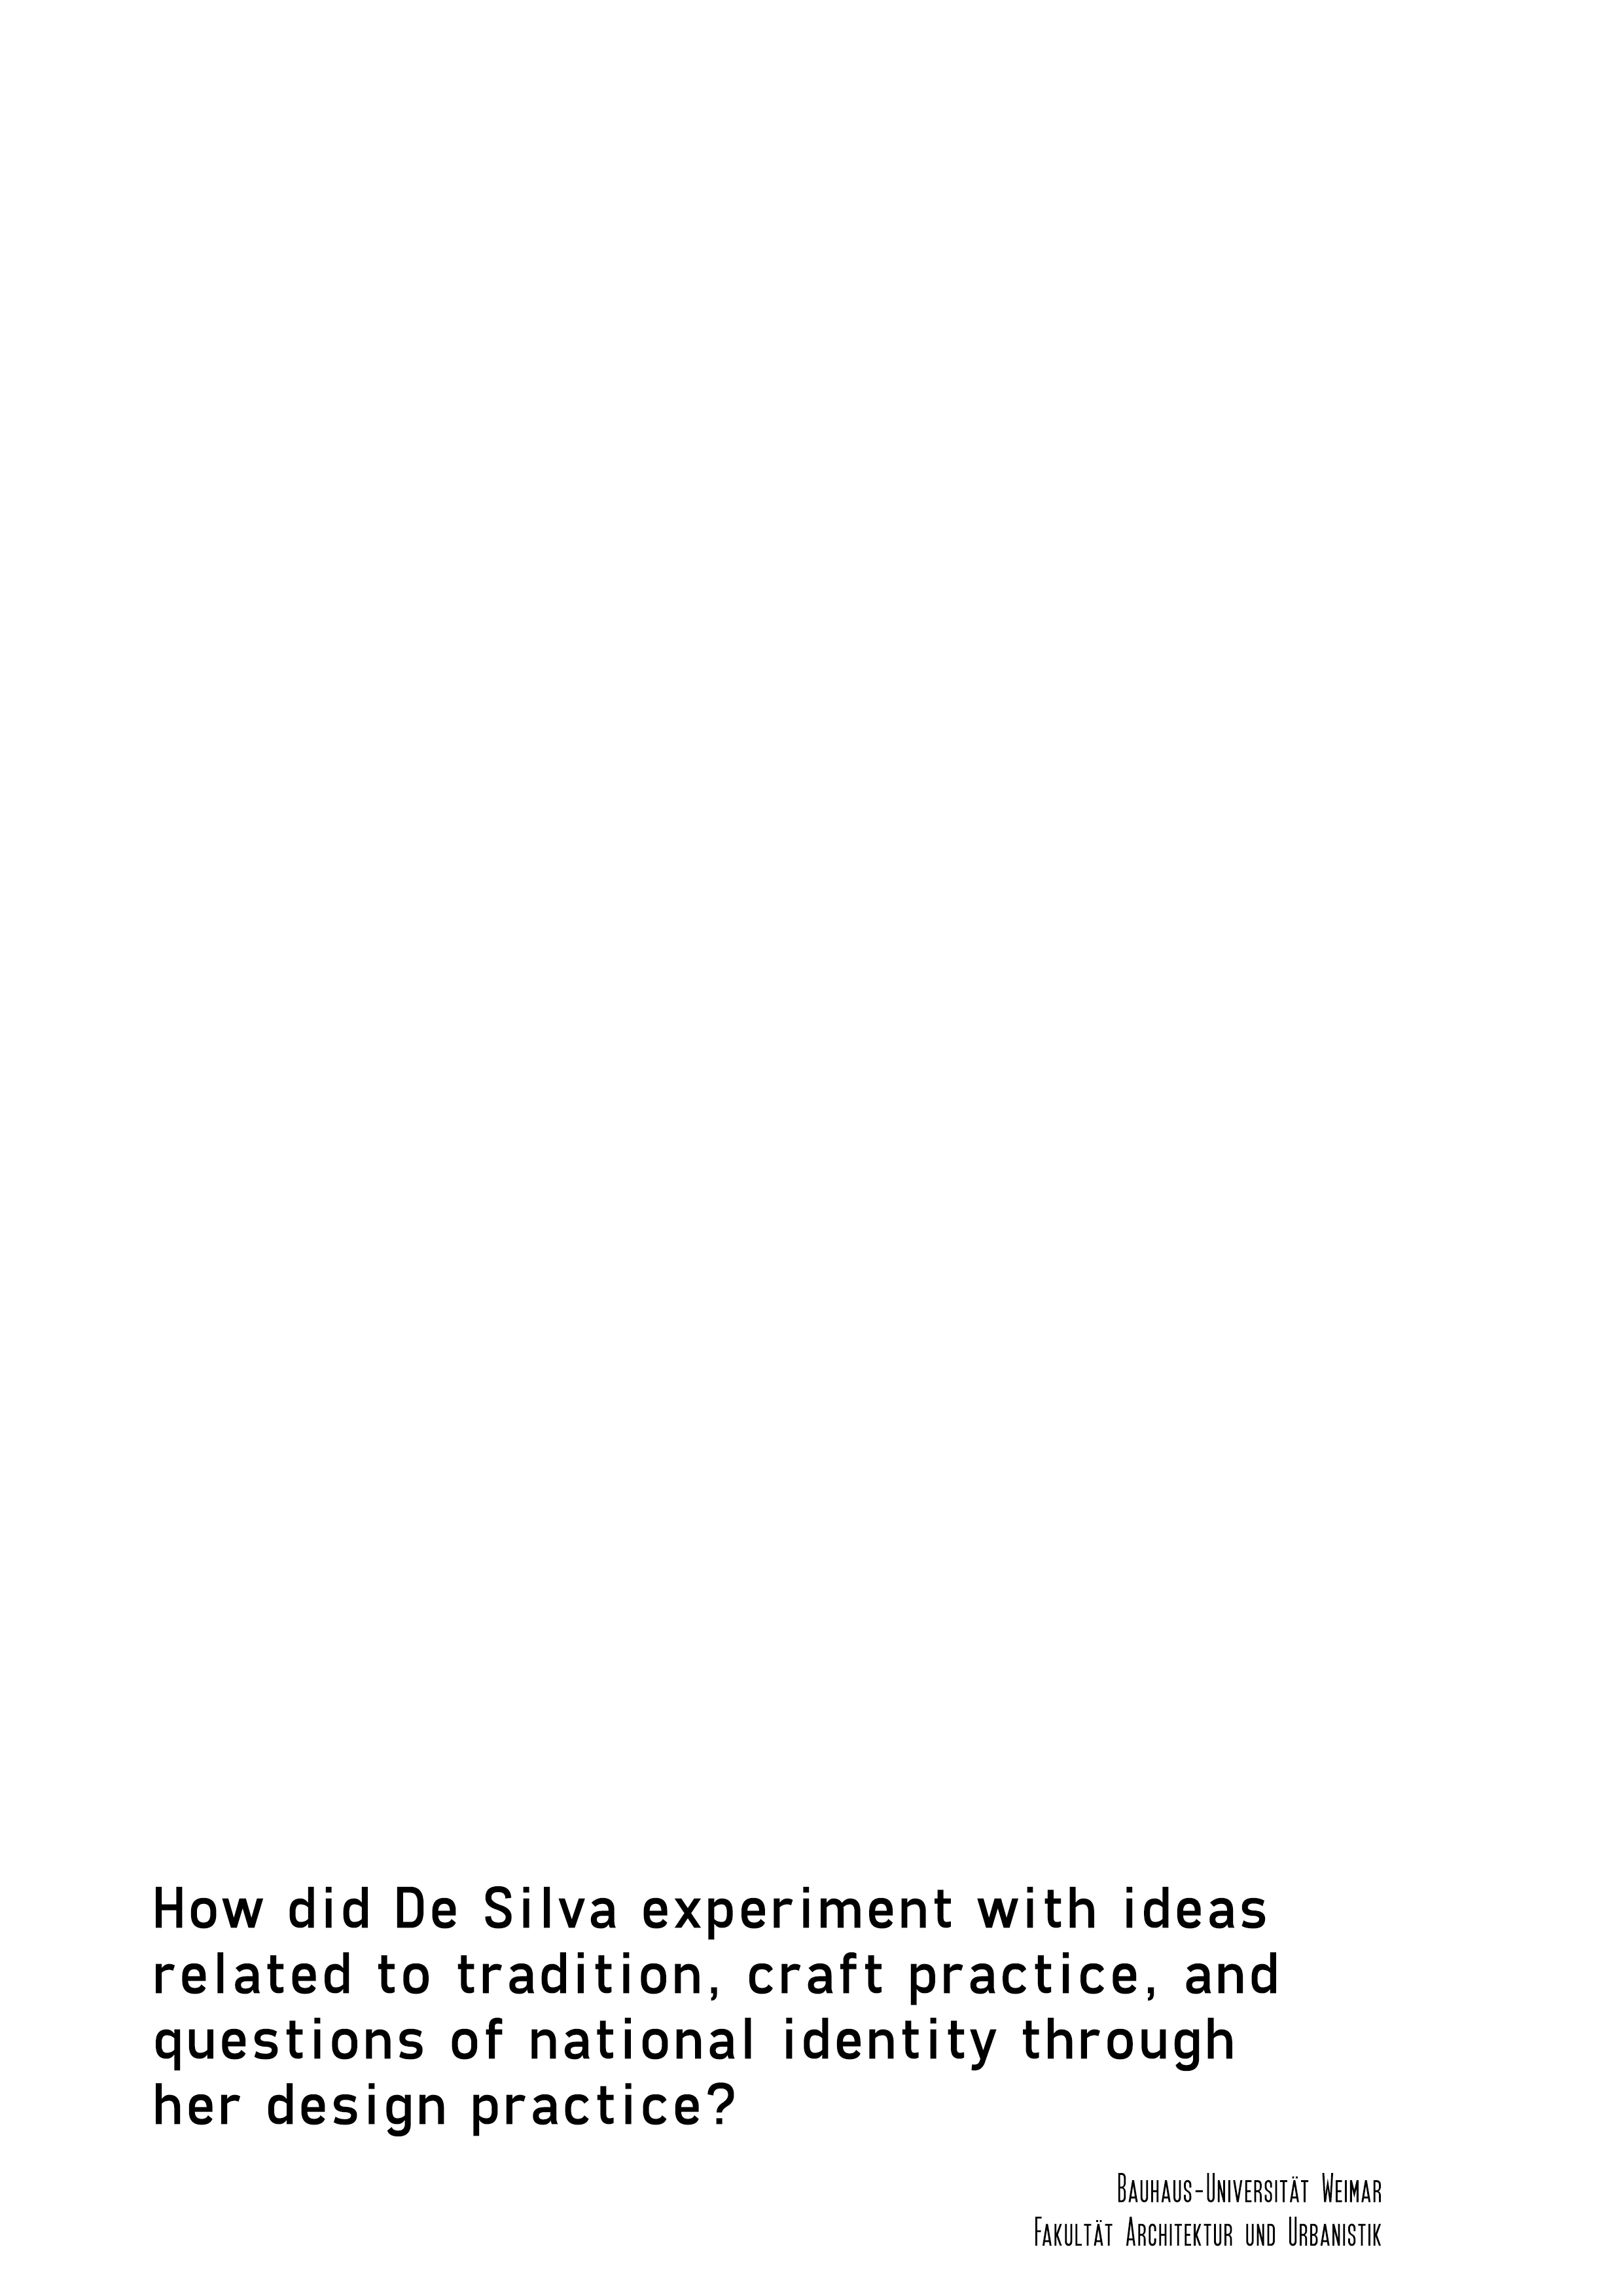 How did De Silva experiment with ideas
related to tradition, craft practice, and
questions of national identity through
her design practice?
Bauhaus-Universität Weimar
Fakultät Architektur und Urbanistik